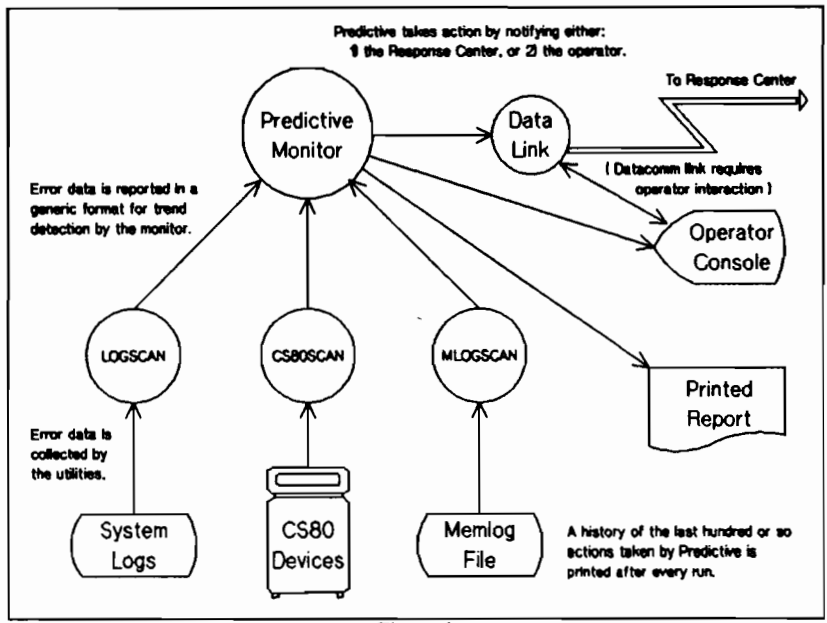 Predictive takes action by notifying either:
1) the Response Center, or 2) the operator.
To Response Center
Predictive
Monitor
Data
Link
( Datacomm link requires
operator interaction )
Error data is reported in a
generic format for trend
detection by the monitor.
Operator
Console
LOGSCAN
CS80SCAN
MLOGSCAN
Printed
Report
Error data is
collected by
the utilities.
System
Logs
CS80
Devices
Memlog
File
A history of the last hundred or so
actions taken by Predictive is
printed after every run.